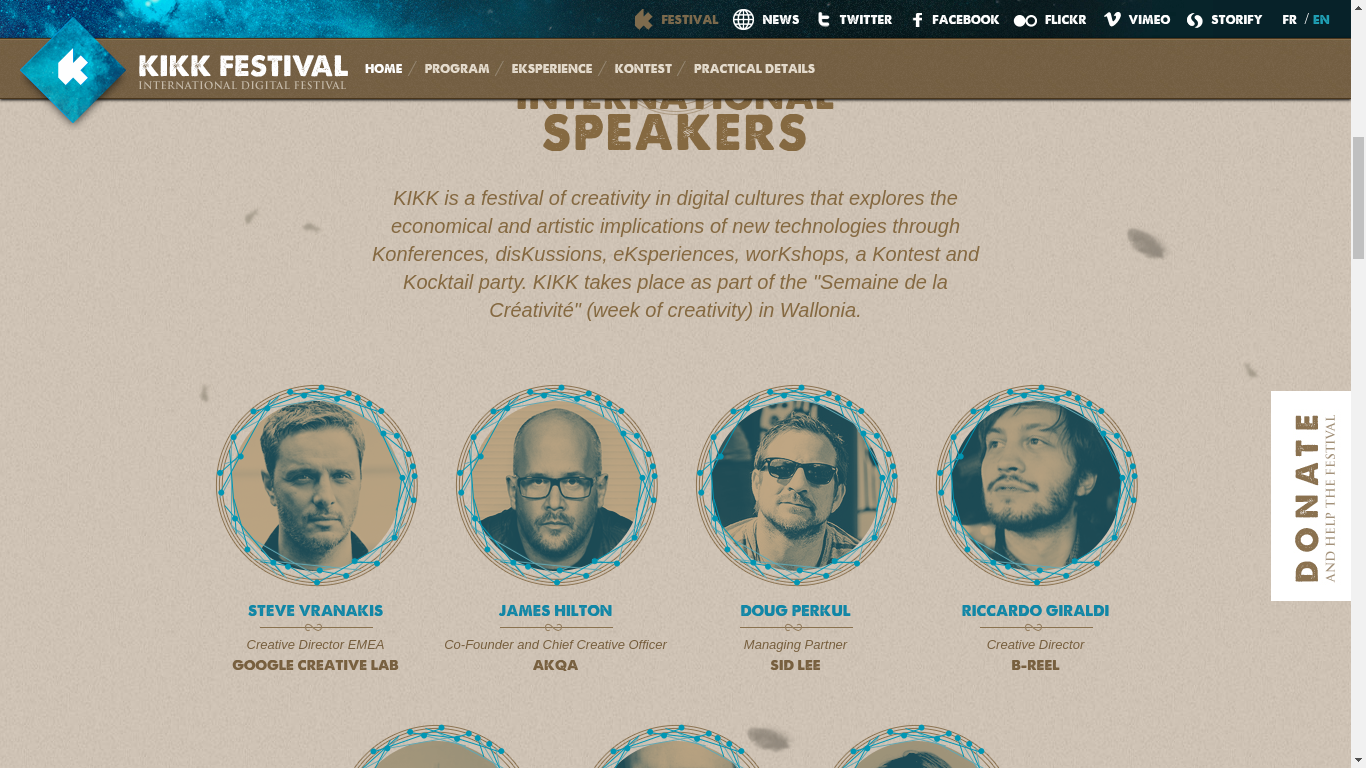 FESTIVAL NEWS TWITTER FACEBOOK FLICKR VIMEO STORIFY FR / EN
KIKK FESTIVAL
INTERNATIONAL DIGITAL FESTIVAL
HOME / PROGRAM / EKSPERIENCE / KONTEST / PRACTICAL DETAILS
INTERNATIONAL
SPEAKERS
KIKK is a festival of creativity in digital cultures that explores the
economical and artistic implications of new technologies through
Konferences, disKussions, eKsperiences, worKshops, a Kontest and
Kocktail party. KIKK takes place as part of the "Semaine de la
Créativité" (week of creativity) in Wallonia.
DONATE
AND HELP THE FESTIVAL
STEVE VRANAKIS
Creative Director EMEA
GOOGLE CREATIVE LAB
JAMES HILTON
Co-Founder and Chief Creative Officer
AKQA
DOUG PERKUL
Managing Partner
SID LEE
RICCARDO GIRALDI
Creative Director
B-REEL